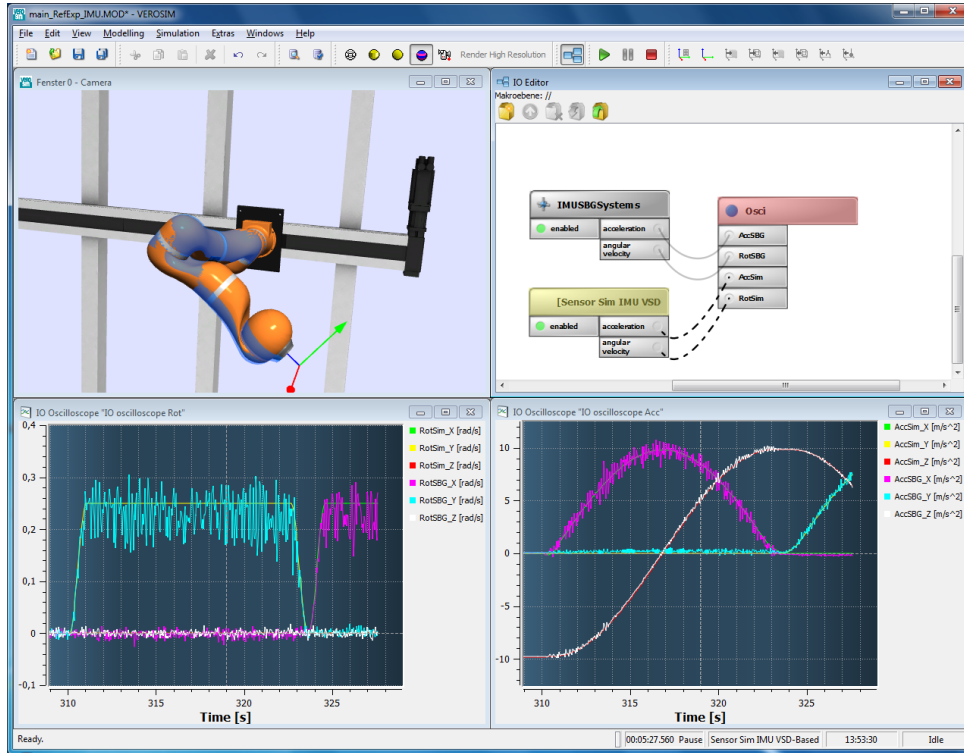 main_RefExp_IMU.MOD* - VEROSIM
File Edit View Modelling Simulation Extras Windows Help
Render High Resolution
Fenster 0 - Camera
IO Editor
Makroebene: //
IMUSBGSystems
enabled
acceleration
angular
velocity
[Sensor Sim IMU VSD
enabled
acceleration
angular
velocity
Osci
AccSBG
RotSBG
AccSim
RotSim
IO Oscilloscope "IO oscilloscope Rot"
0,4
0,3
0,2
0,1
0
-0,1
310 315 320 325
Time [s]
RotSim_X [rad/s]
RotSim_Y [rad/s]
RotSim_Z [rad/s]
RotSBG_X [rad/s]
RotSBG_Y [rad/s]
RotSBG_Z [rad/s]
IO Oscilloscope "IO oscilloscope Acc"
10
5
0
-5
-10
310 315 320 325
Time [s]
AccSim_X [m/s^2]
AccSim_Y [m/s^2]
AccSim_Z [m/s^2]
AccSBG_X [m/s^2]
AccSBG_Y [m/s^2]
AccSBG_Z [m/s^2]
Ready.
00:05:27.560 Pause Sensor Sim IMU VSD-Based 13:53:30 Idle